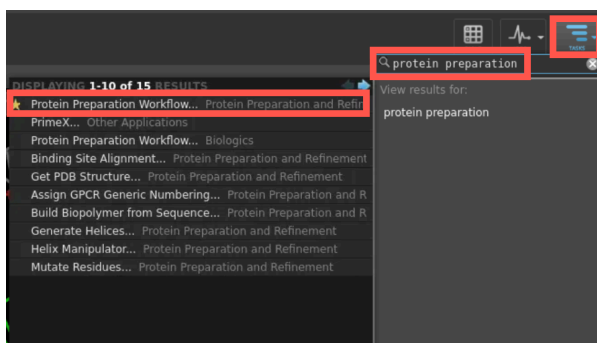 TASKS
protein preparation
DISPLAYING 1-10 of 15 RESULTS
View results for:
protein preparation
Protein Preparation Workflow... Protein Preparation and Refin
PrimeX... Other Applications
Protein Preparation Workflow... Biologics
Binding Site Alignment... Protein Preparation and Refinement
Get PDB Structure... Protein Preparation and Refinement
Assign GPCR Generic Numbering... Protein Preparation and R
Build Biopolymer from Sequence... Protein Preparation and R
Generate Helices... Protein Preparation and Refinement
Helix Manipulator... Protein Preparation and Refinement
Mutate Residues... Protein Preparation and Refinement